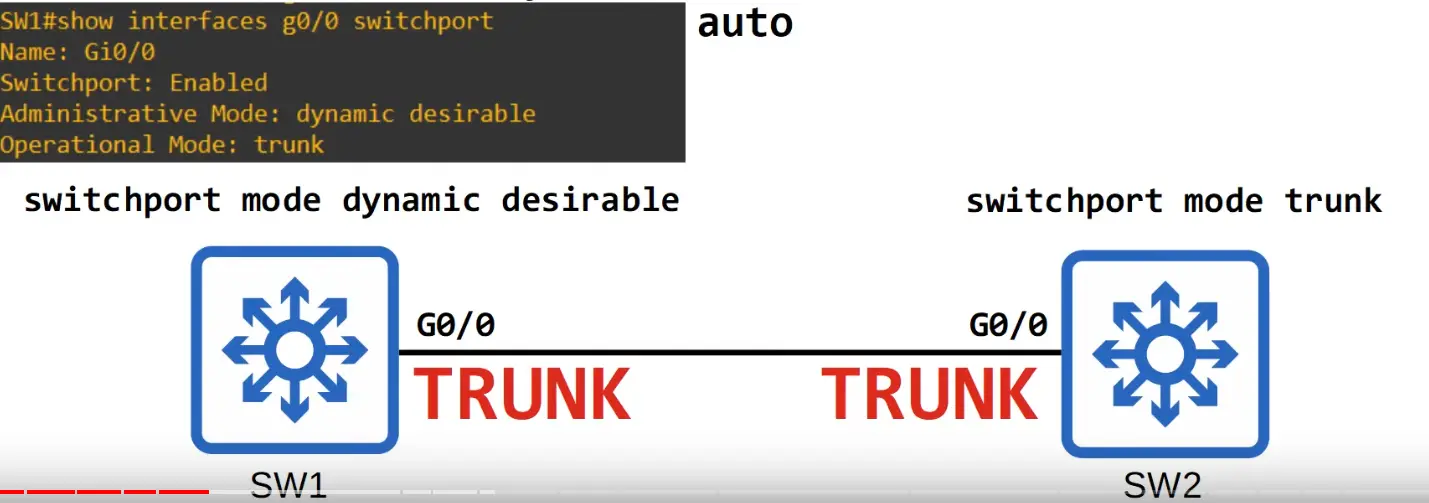 SW1#show interfaces g0/0 switchport
auto
Name: Gi0/0
Switchport: Enabled
Administrative Mode: dynamic desirable
Operational Mode: trunk
switchport mode dynamic desirable
switchport mode trunk
G0/0
G0/0
TRUNK
TRUNK
SW1
SW2